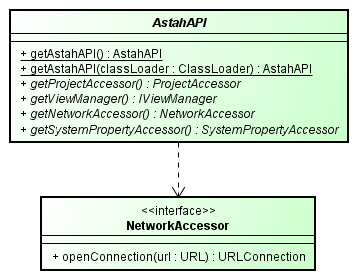 AstahAPI
+ getAstahAPI() : AstahAPI
+ getAstahAPI(classLoader : ClassLoader) : AstahAPI
+ getProjectAccessor() : ProjectAccessor
+ getViewManager() : IViewManager
+ getNetworkAccessor() : NetworkAccessor
+ getSystemPropertyAccessor() : SystemPropertyAccessor
<<interface>>
NetworkAccessor
+ openConnection(url : URL) : URLConnection